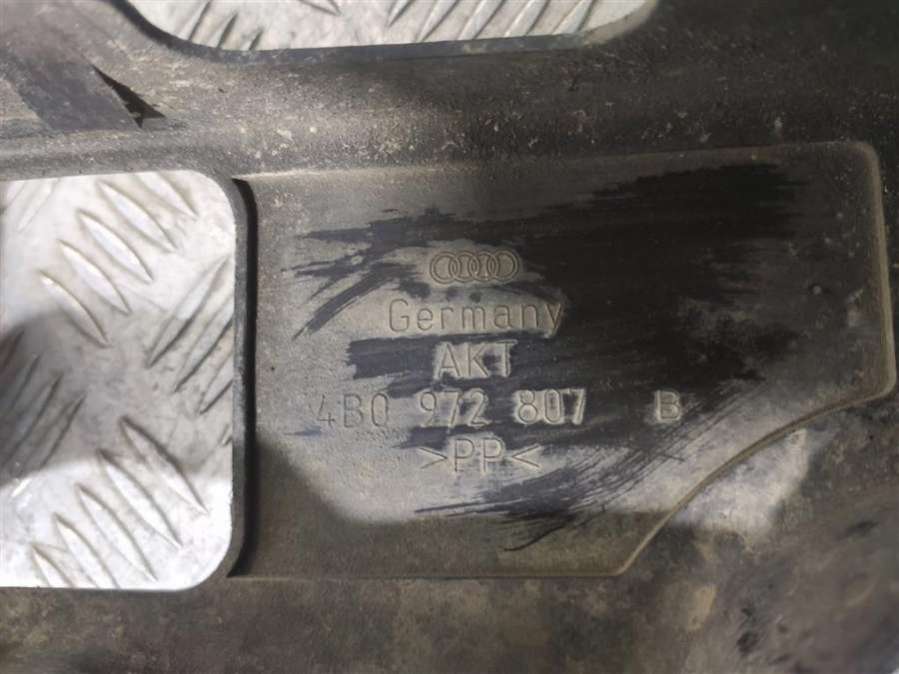 Germany
AKT
4B0 972 807 B
>PP<